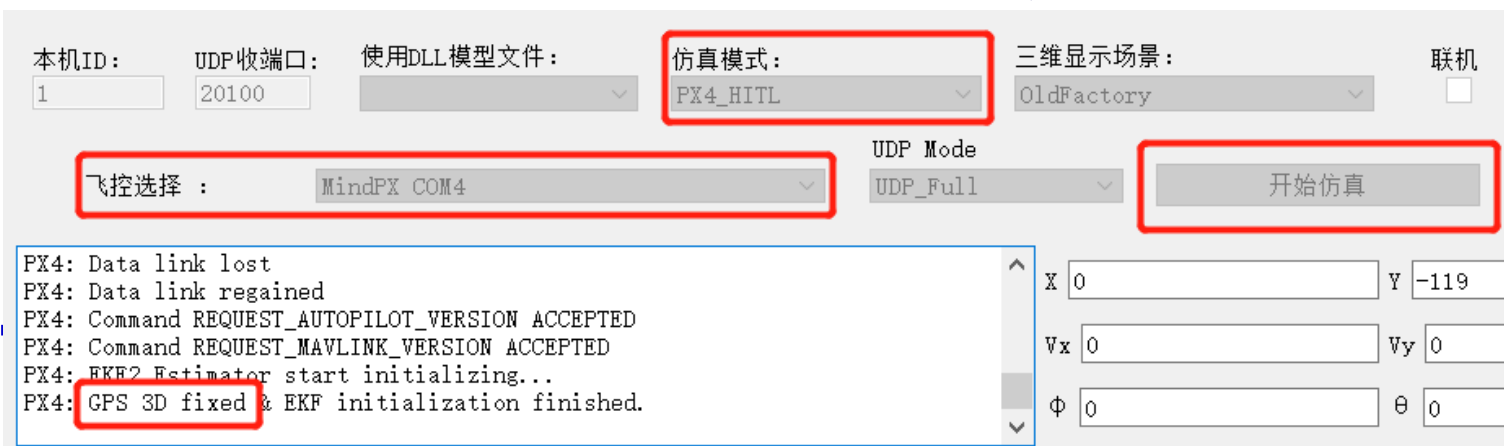 本机ID: UDP收端口: 使用DLL模型文件: 仿真模式: 三维显示场景: 联机
1 20100 PX4_HITL OldFactory
UDP Mode
飞控选择 : MindPX COM4 UDP_Full 开始仿真
PX4: Data link lost
PX4: Data link regained
PX4: Command REQUEST_AUTOPILOT_VERSION ACCEPTED
PX4: Command REQUEST_MAVLINK_VERSION ACCEPTED
PX4: EKF2 Estimator start initializing...
PX4: GPS 3D fixed & EKF initialization finished.
X 0 Y -119
Vx 0 Vy 0
Φ 0 θ 0